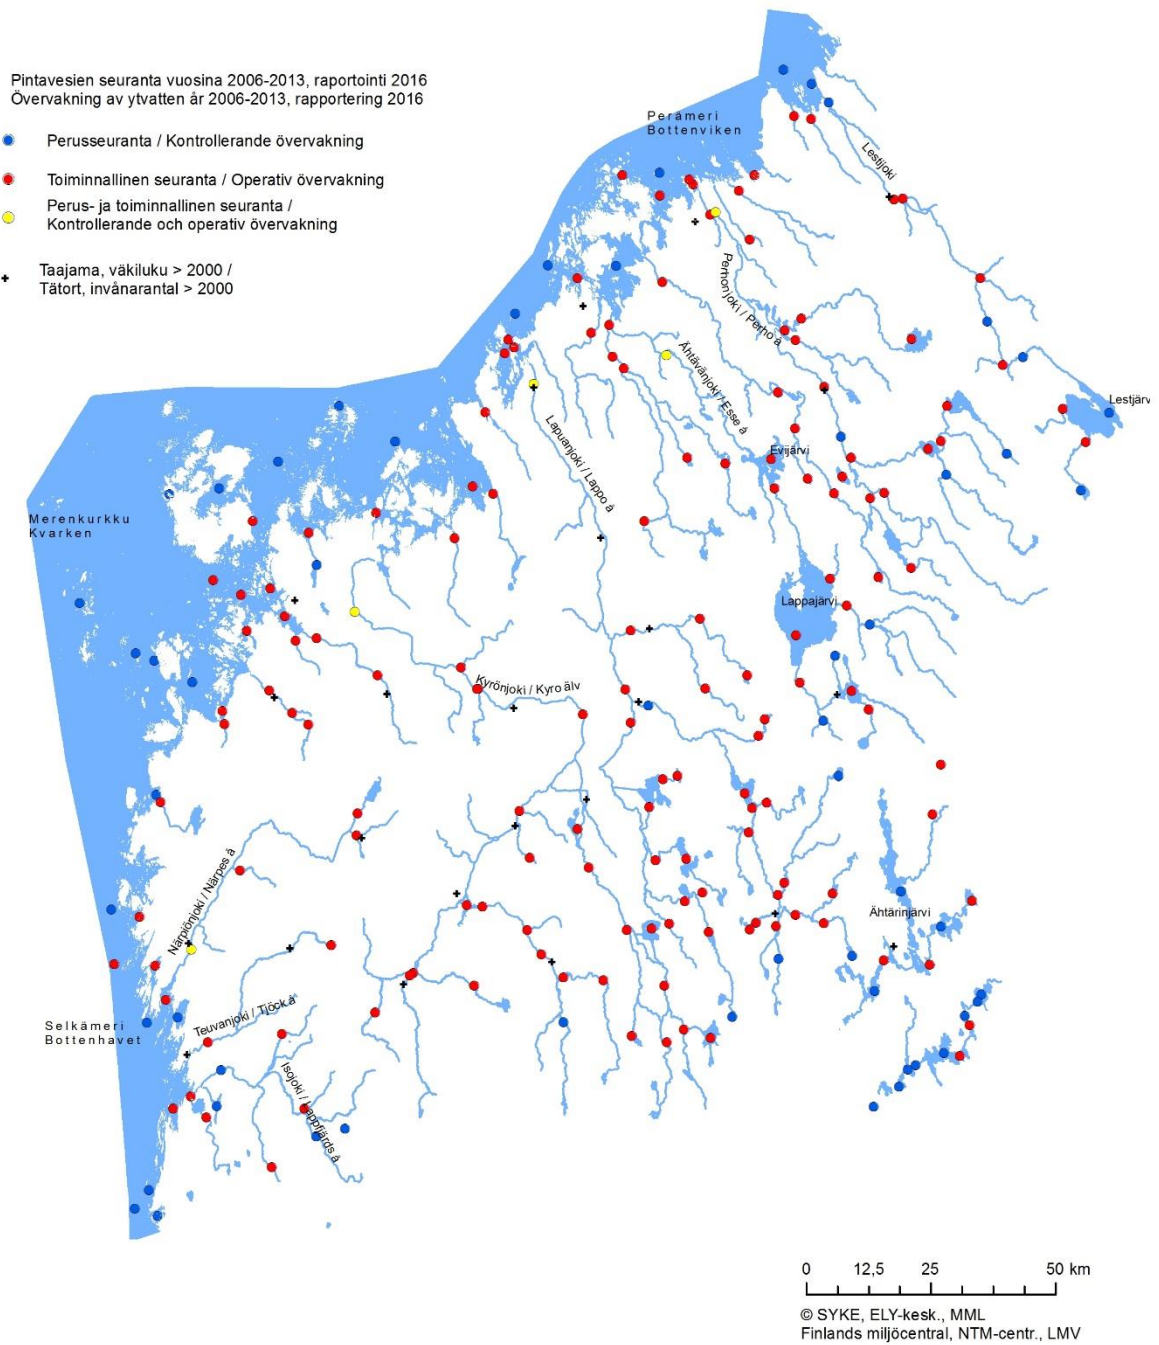 Pintavesien seuranta vuosina 2006-2013, raportointi 2016
Övervakning av ytvatten år 2006-2013, rapportering 2016
Perusseuranta / Kontrollerande övervakning
Toiminnallinen seuranta / Operativ övervakning
Perus- ja toiminnallinen seuranta /
Kontrollerande och operativ övervakning
Taajama, väkiluku > 2000 /
Tätort, invånarantal > 2000
Perämeri
Bottenviken
Lestijoki
Perhonjoki / Perho å
Ähtävänjoki / Esse å
Lestjärv
Lapuanjoki / Lappo å
Evijärvi
Merenkurkku
Kvarken
Lappajärvi
Kyrönjoki / Kyro älv
Närpiönjoki / Närpes å
Ähtärinjärvi
Teuvanjoki / Tjöck å
Selkämeri
Bottenhavet
Isojoki / Lappfjärds å
0 12,5 25 50 km
© SYKE, ELY-kesk., MML
Finlands miljöcentral, NTM-centr., LMV